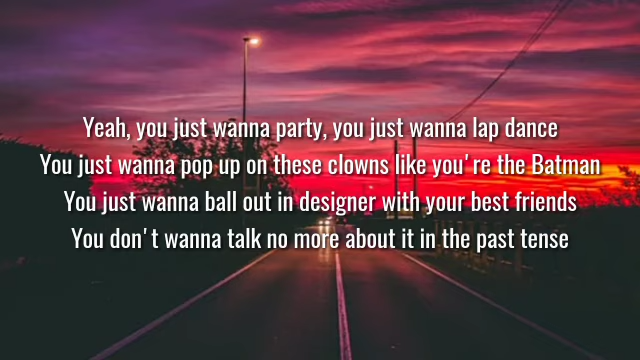 Yeah, you just wanna party, you just wanna lap dance
You just wanna pop up on these clowns like you're the Batman
You just wanna ball out in designer with your best friends
You don't wanna talk no more about it in the past tense